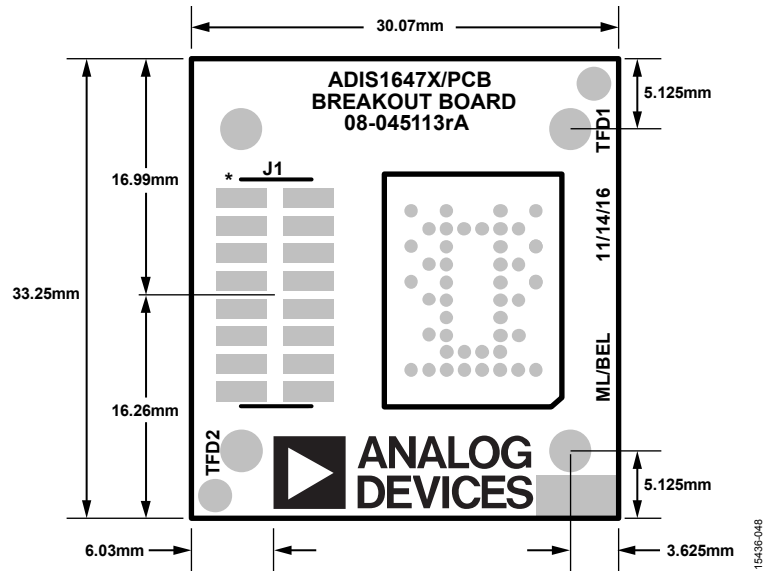 30.07mm
ADIS1647X/PCB
BREAKOUT BOARD
08-045113rA
5.125mm
TFD1
J1
*
16.99mm
11/14/16
33.25mm
ML/BEL
16.26mm
TFD2
ANALOG
DEVICES
5.125mm
6.03mm
3.625mm
15436-048